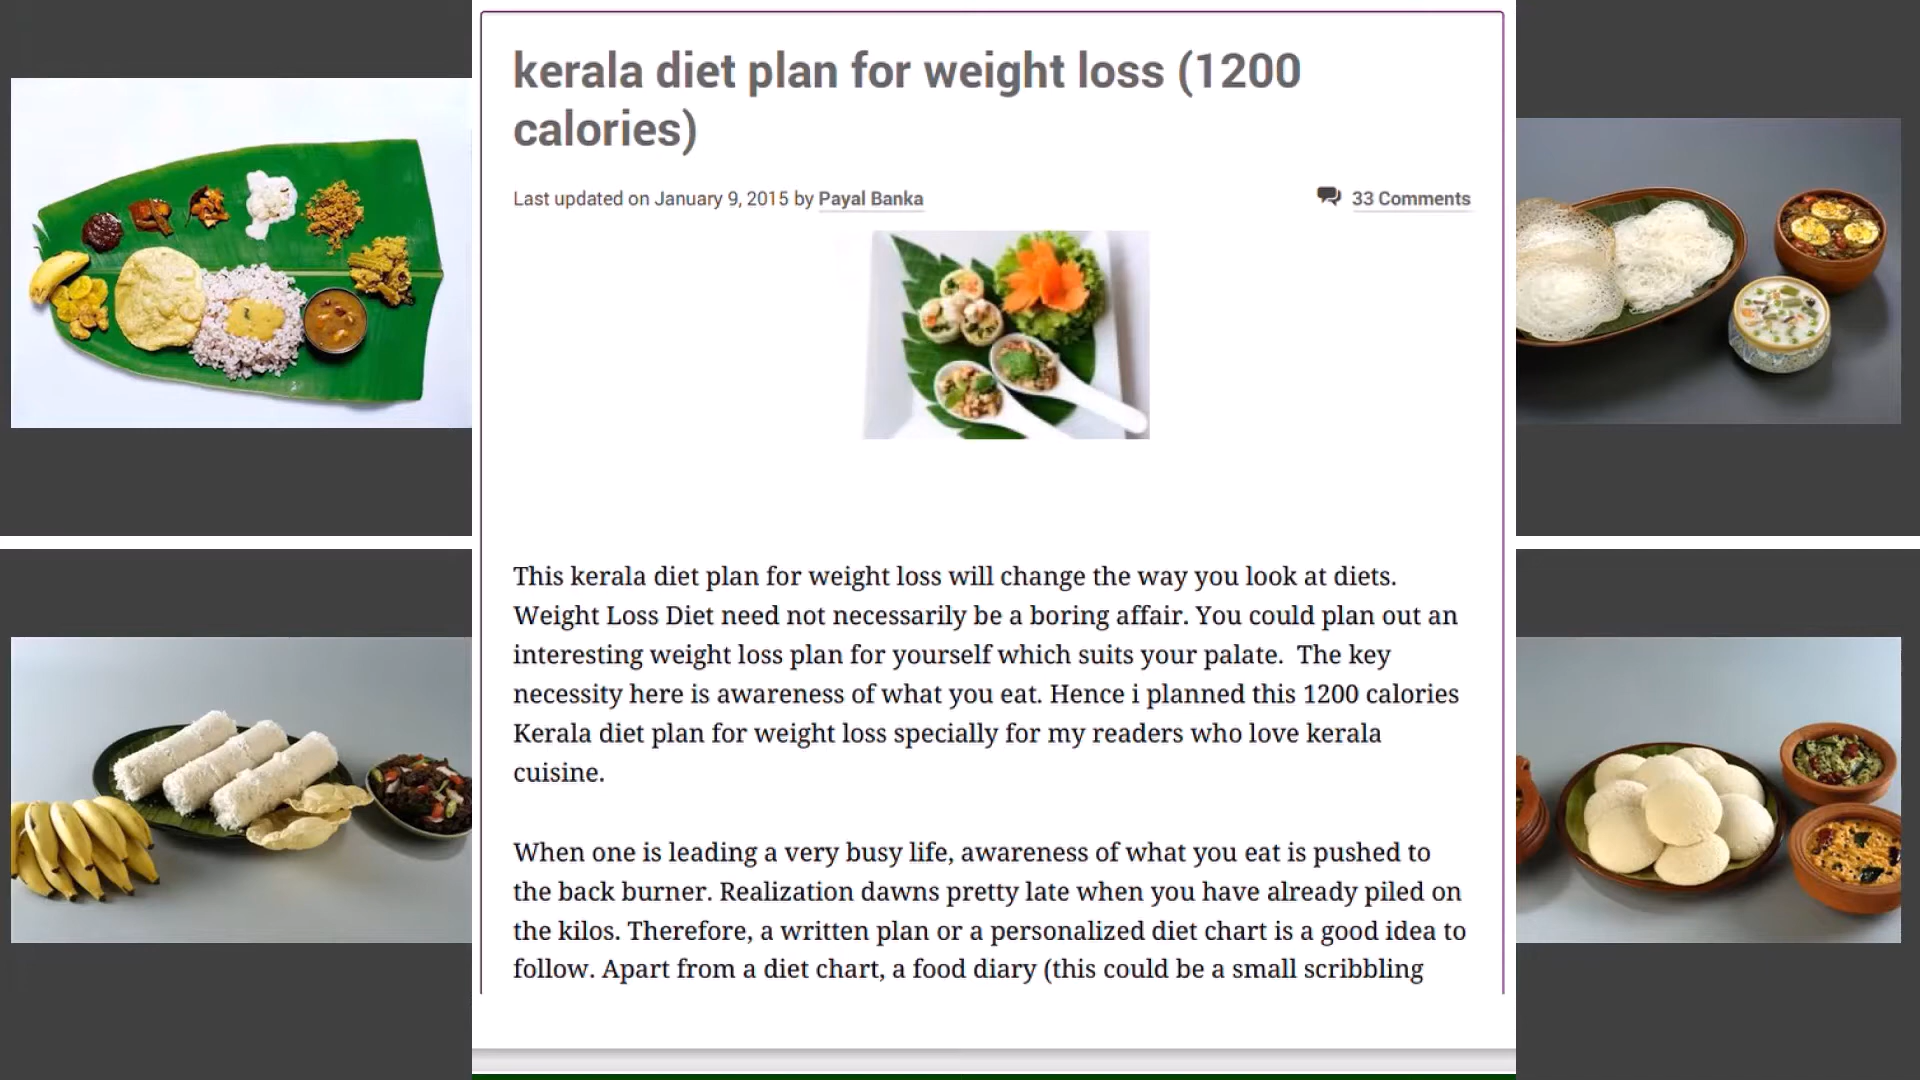 kerala diet plan for weight loss (1200
calories)
Last updated on January 9, 2015 by Payal Banka
33 Comments
This kerala diet plan for weight loss will change the way you look at diets.
Weight Loss Diet need not necessarily be a boring affair. You could plan out an
interesting weight loss plan for yourself which suits your palate.  The key
necessity here is awareness of what you eat. Hence i planned this 1200 calories
Kerala diet plan for weight loss specially for my readers who love kerala
cuisine.
When one is leading a very busy life, awareness of what you eat is pushed to
the back burner. Realization dawns pretty late when you have already piled on
the kilos. Therefore, a written plan or a personalized diet chart is a good idea to
follow. Apart from a diet chart, a food diary (this could be a small scribbling